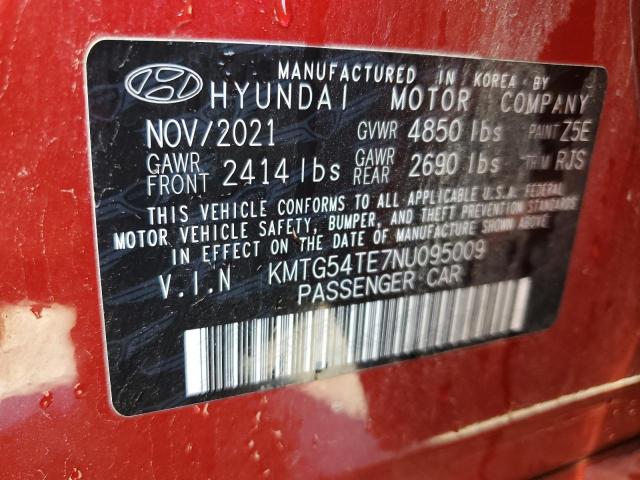 MANUFACTURED IN KOREA BY
HYUNDAI MOTOR COMPANY
NOV/2021 GVWR 4850 lbs PAINT Z5E
GAWR FRONT 2414 lbs GAWR REAR 2690 lbs TRIM RJS
THIS VEHICLE CONFORMS TO ALL APPLICABLE U.S.A. FEDERAL
MOTOR VEHICLE SAFETY, BUMPER, AND THEFT PREVENTION STANDARDS
IN EFFECT ON THE DATE OF MANUFACTURE SHOWN ABOVE.
V.I.N KMTG54TE7NU095009
PASSENGER CAR